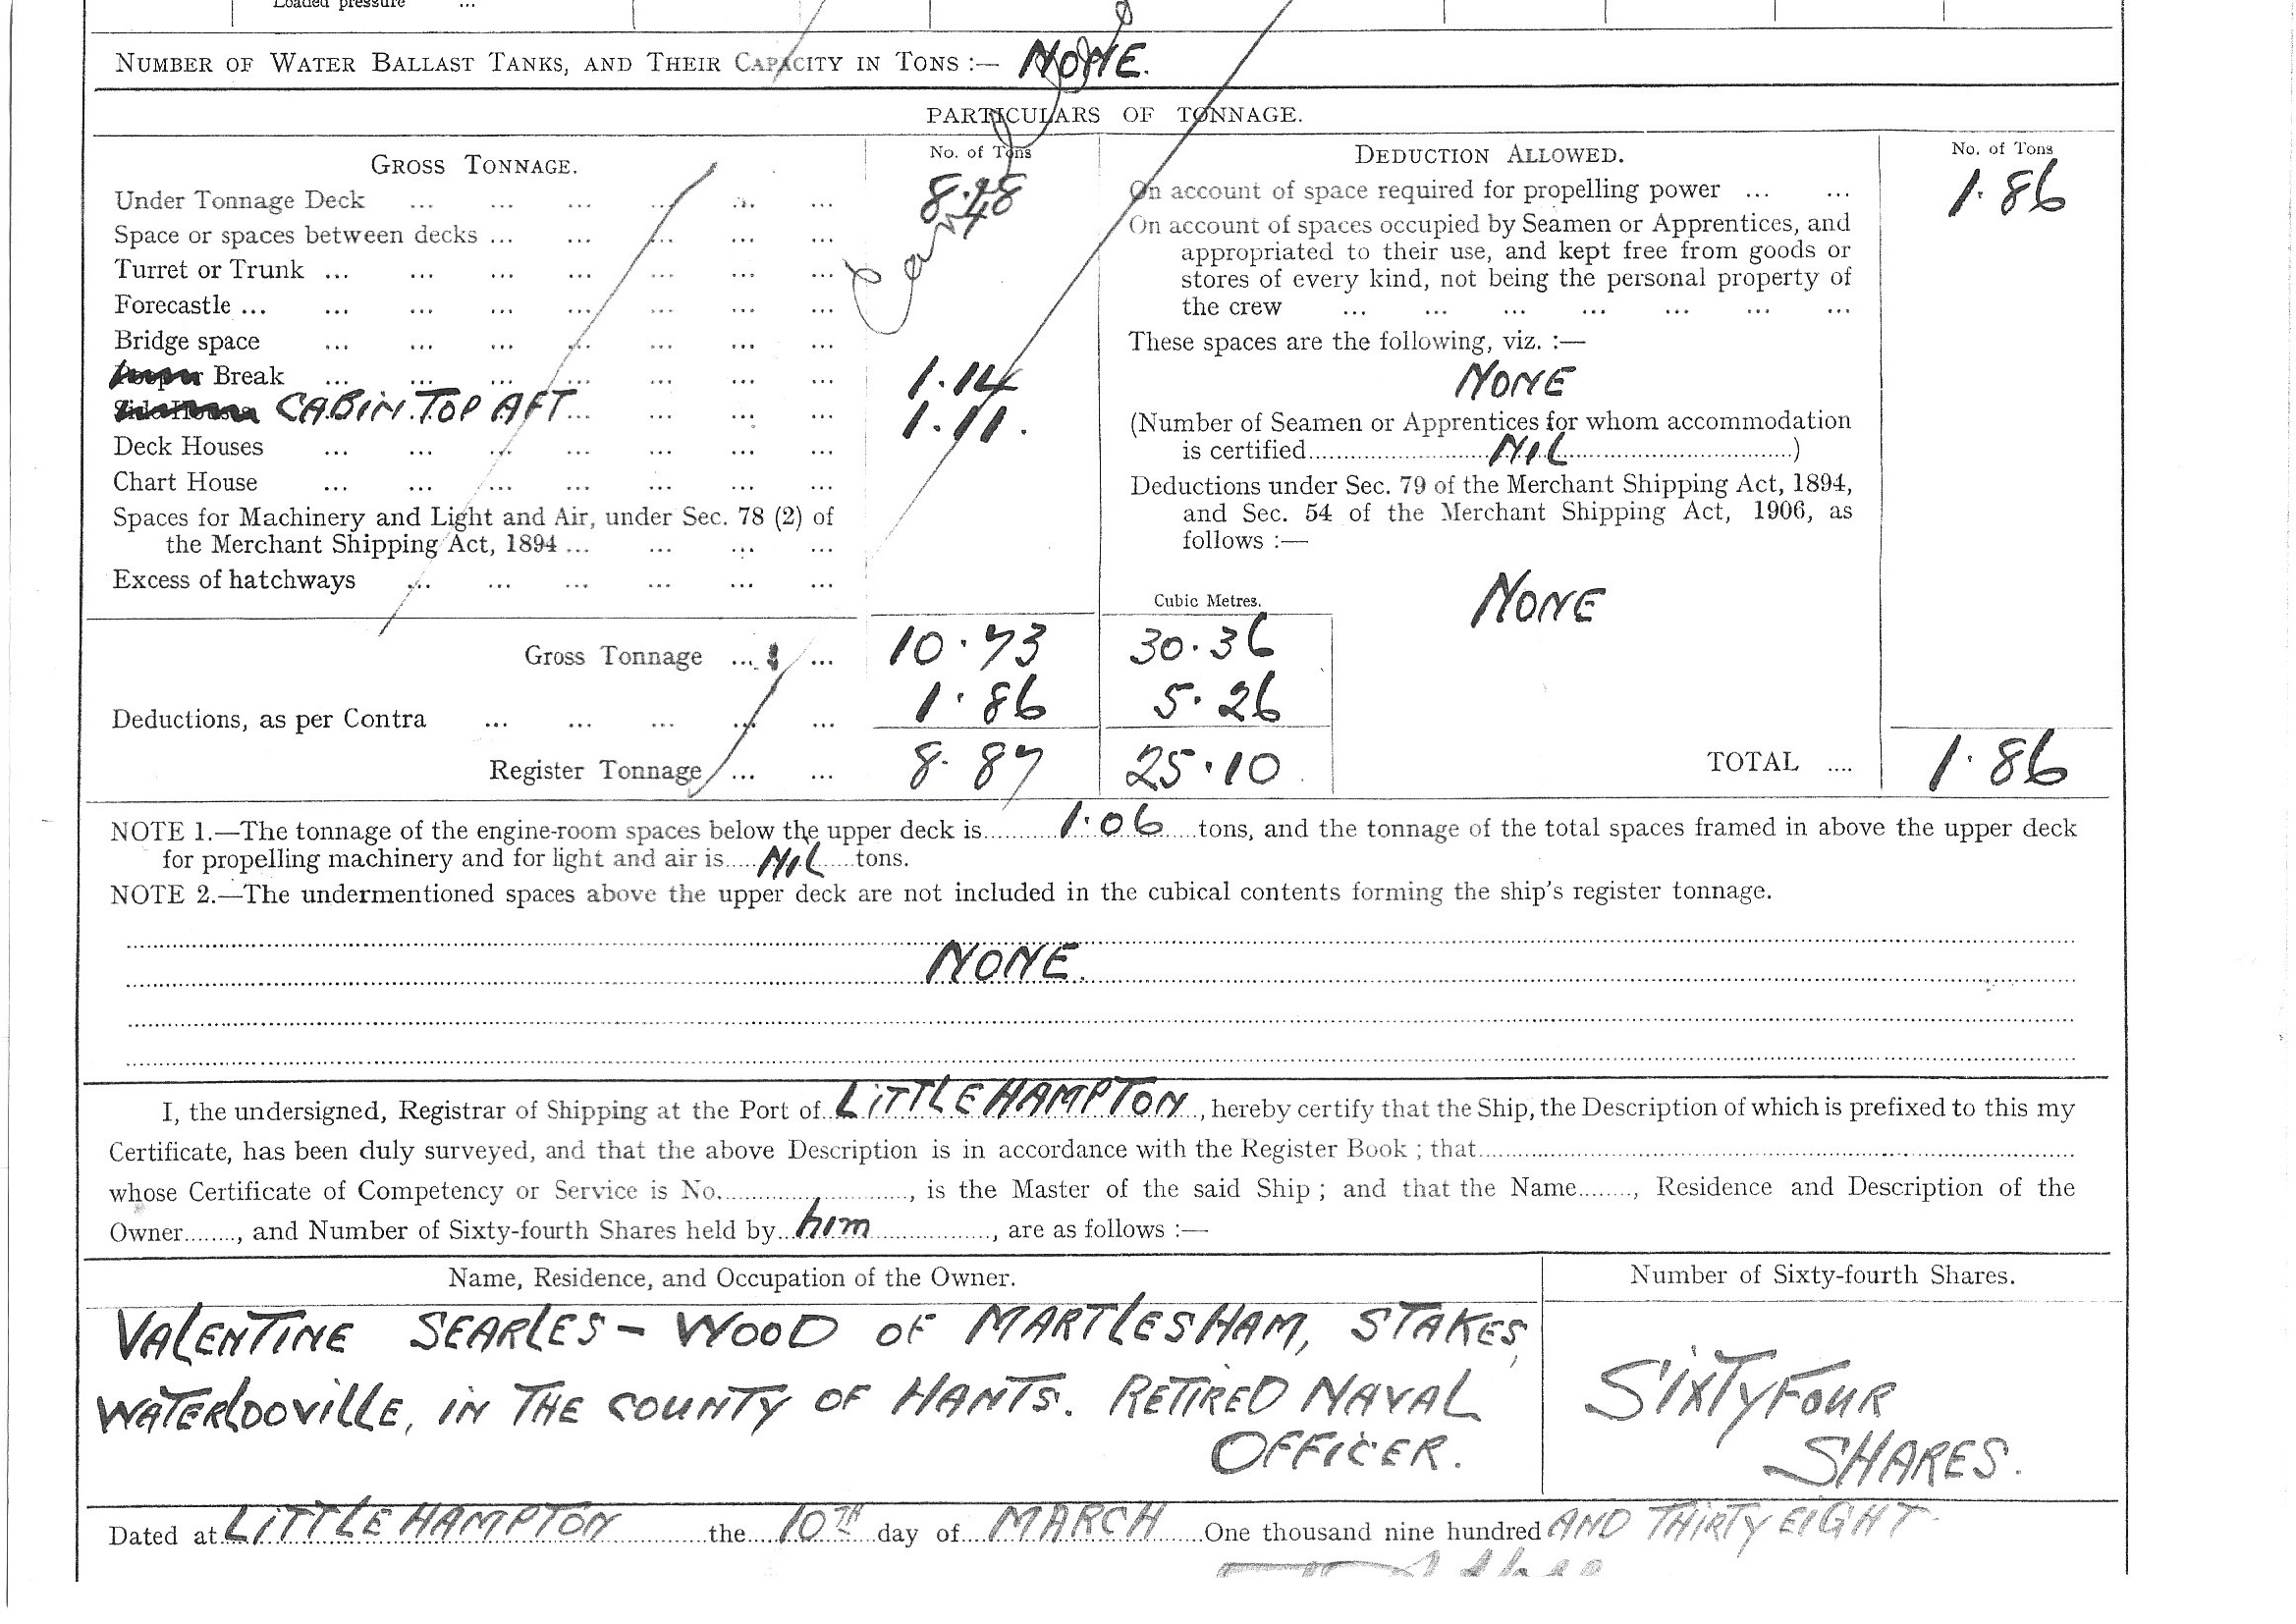 Loaded pressure ...
NUMBER OF WATER BALLAST TANKS, AND THEIR CAPACITY IN TONS :— NONE.
PARTICULARS OF TONNAGE.
GROSS TONNAGE. No. of Tons
Under Tonnage Deck ... ... ... ... ... ... 8.48
Space or spaces between decks ... ... ... ... ...
Turret or Trunk ... ... ... ... ... ... ...
Forecastle ... ... ... ... ... ... ... ...
Bridge space ... ... ... ... ... ... ...
Break ... ... ... ... ... ... ... 1.14
CABIN TOP AFT ... ... ... ... 1.11.
Deck Houses ... ... ... ... ... ... ...
Chart House ... ... ... ... ... ... ...
Spaces for Machinery and Light and Air, under Sec. 78 (2) of
the Merchant Shipping Act, 1894 ... ... ... ...
Excess of hatchways ... ... ... ... ... ...
Cubic Metres.
Gross Tonnage ... ... 10.73 30.36
Deductions, as per Contra ... ... ... ... ... 1.86 5.26
Register Tonnage ... ... 8.87 25.10
DEDUCTION ALLOWED. No. of Tons
On account of space required for propelling power ... ... 1.86
On account of spaces occupied by Seamen or Apprentices, and
appropriated to their use, and kept free from goods or
stores of every kind, not being the personal property of
the crew ... ... ... ... ... ... ...
These spaces are the following, viz. :—
NONE
(Number of Seamen or Apprentices for whom accommodation
is certified NIL )
Deductions under Sec. 79 of the Merchant Shipping Act, 1894,
and Sec. 54 of the Merchant Shipping Act, 1906, as
follows :—
NONE
TOTAL .... 1.86
NOTE 1.—The tonnage of the engine-room spaces below the upper deck is 1.06 tons, and the tonnage of the total spaces framed in above the upper deck
for propelling machinery and for light and air is NIL tons.
NOTE 2.—The undermentioned spaces above the upper deck are not included in the cubical contents forming the ship's register tonnage.
NONE.
I, the undersigned, Registrar of Shipping at the Port of LITTLEHAMPTON, hereby certify that the Ship, the Description of which is prefixed to this my
Certificate, has been duly surveyed, and that the above Description is in accordance with the Register Book ; that
whose Certificate of Competency or Service is No. , is the Master of the said Ship ; and that the Name , Residence and Description of the
Owner , and Number of Sixty-fourth Shares held by him , are as follows :—
Name, Residence, and Occupation of the Owner. Number of Sixty-fourth Shares.
VALENTINE SEARLES-WOOD OF MARTLESHAM, STAKES,
WATERLOOVILLE, IN THE COUNTY OF HANTS. RETIRED NAVAL
OFFICER.
SIXTYFOUR
SHARES.
Dated at LITTLEHAMPTON the 10TH day of MARCH One thousand nine hundred AND THIRTY EIGHT